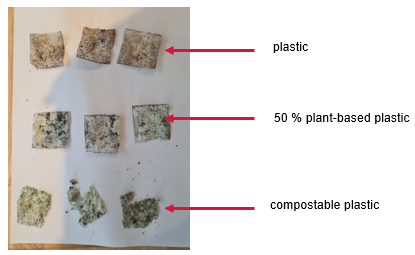 plastic
50 % plant-based plastic
compostable plastic